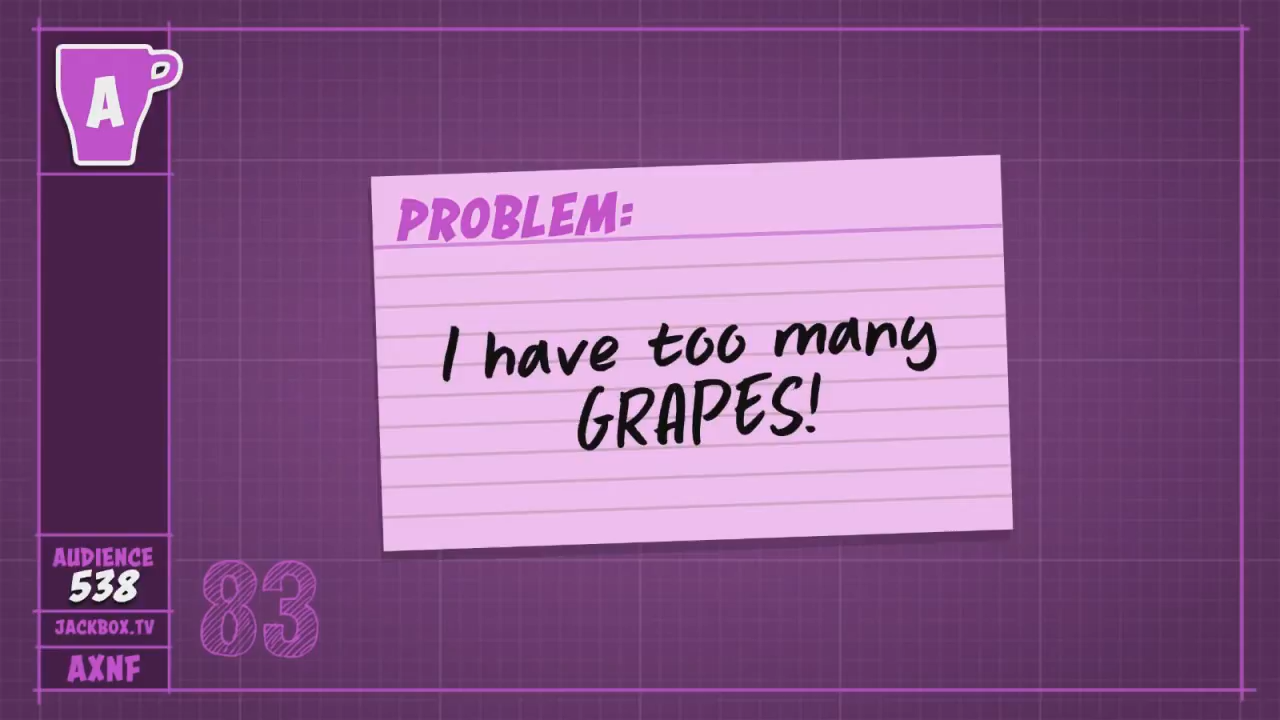 A
PROBLEM:
I have too many
GRAPES!
AUDIENCE
538
JACKBOX.TV
AXNF
83